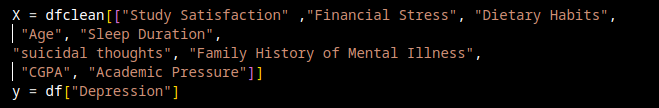 X = dfclean[["Study Satisfaction" ,"Financial Stress", "Dietary Habits",
"Age", "Sleep Duration",
"suicidal thoughts", "Family History of Mental Illness",
"CGPA", "Academic Pressure"]]
y = df["Depression"]